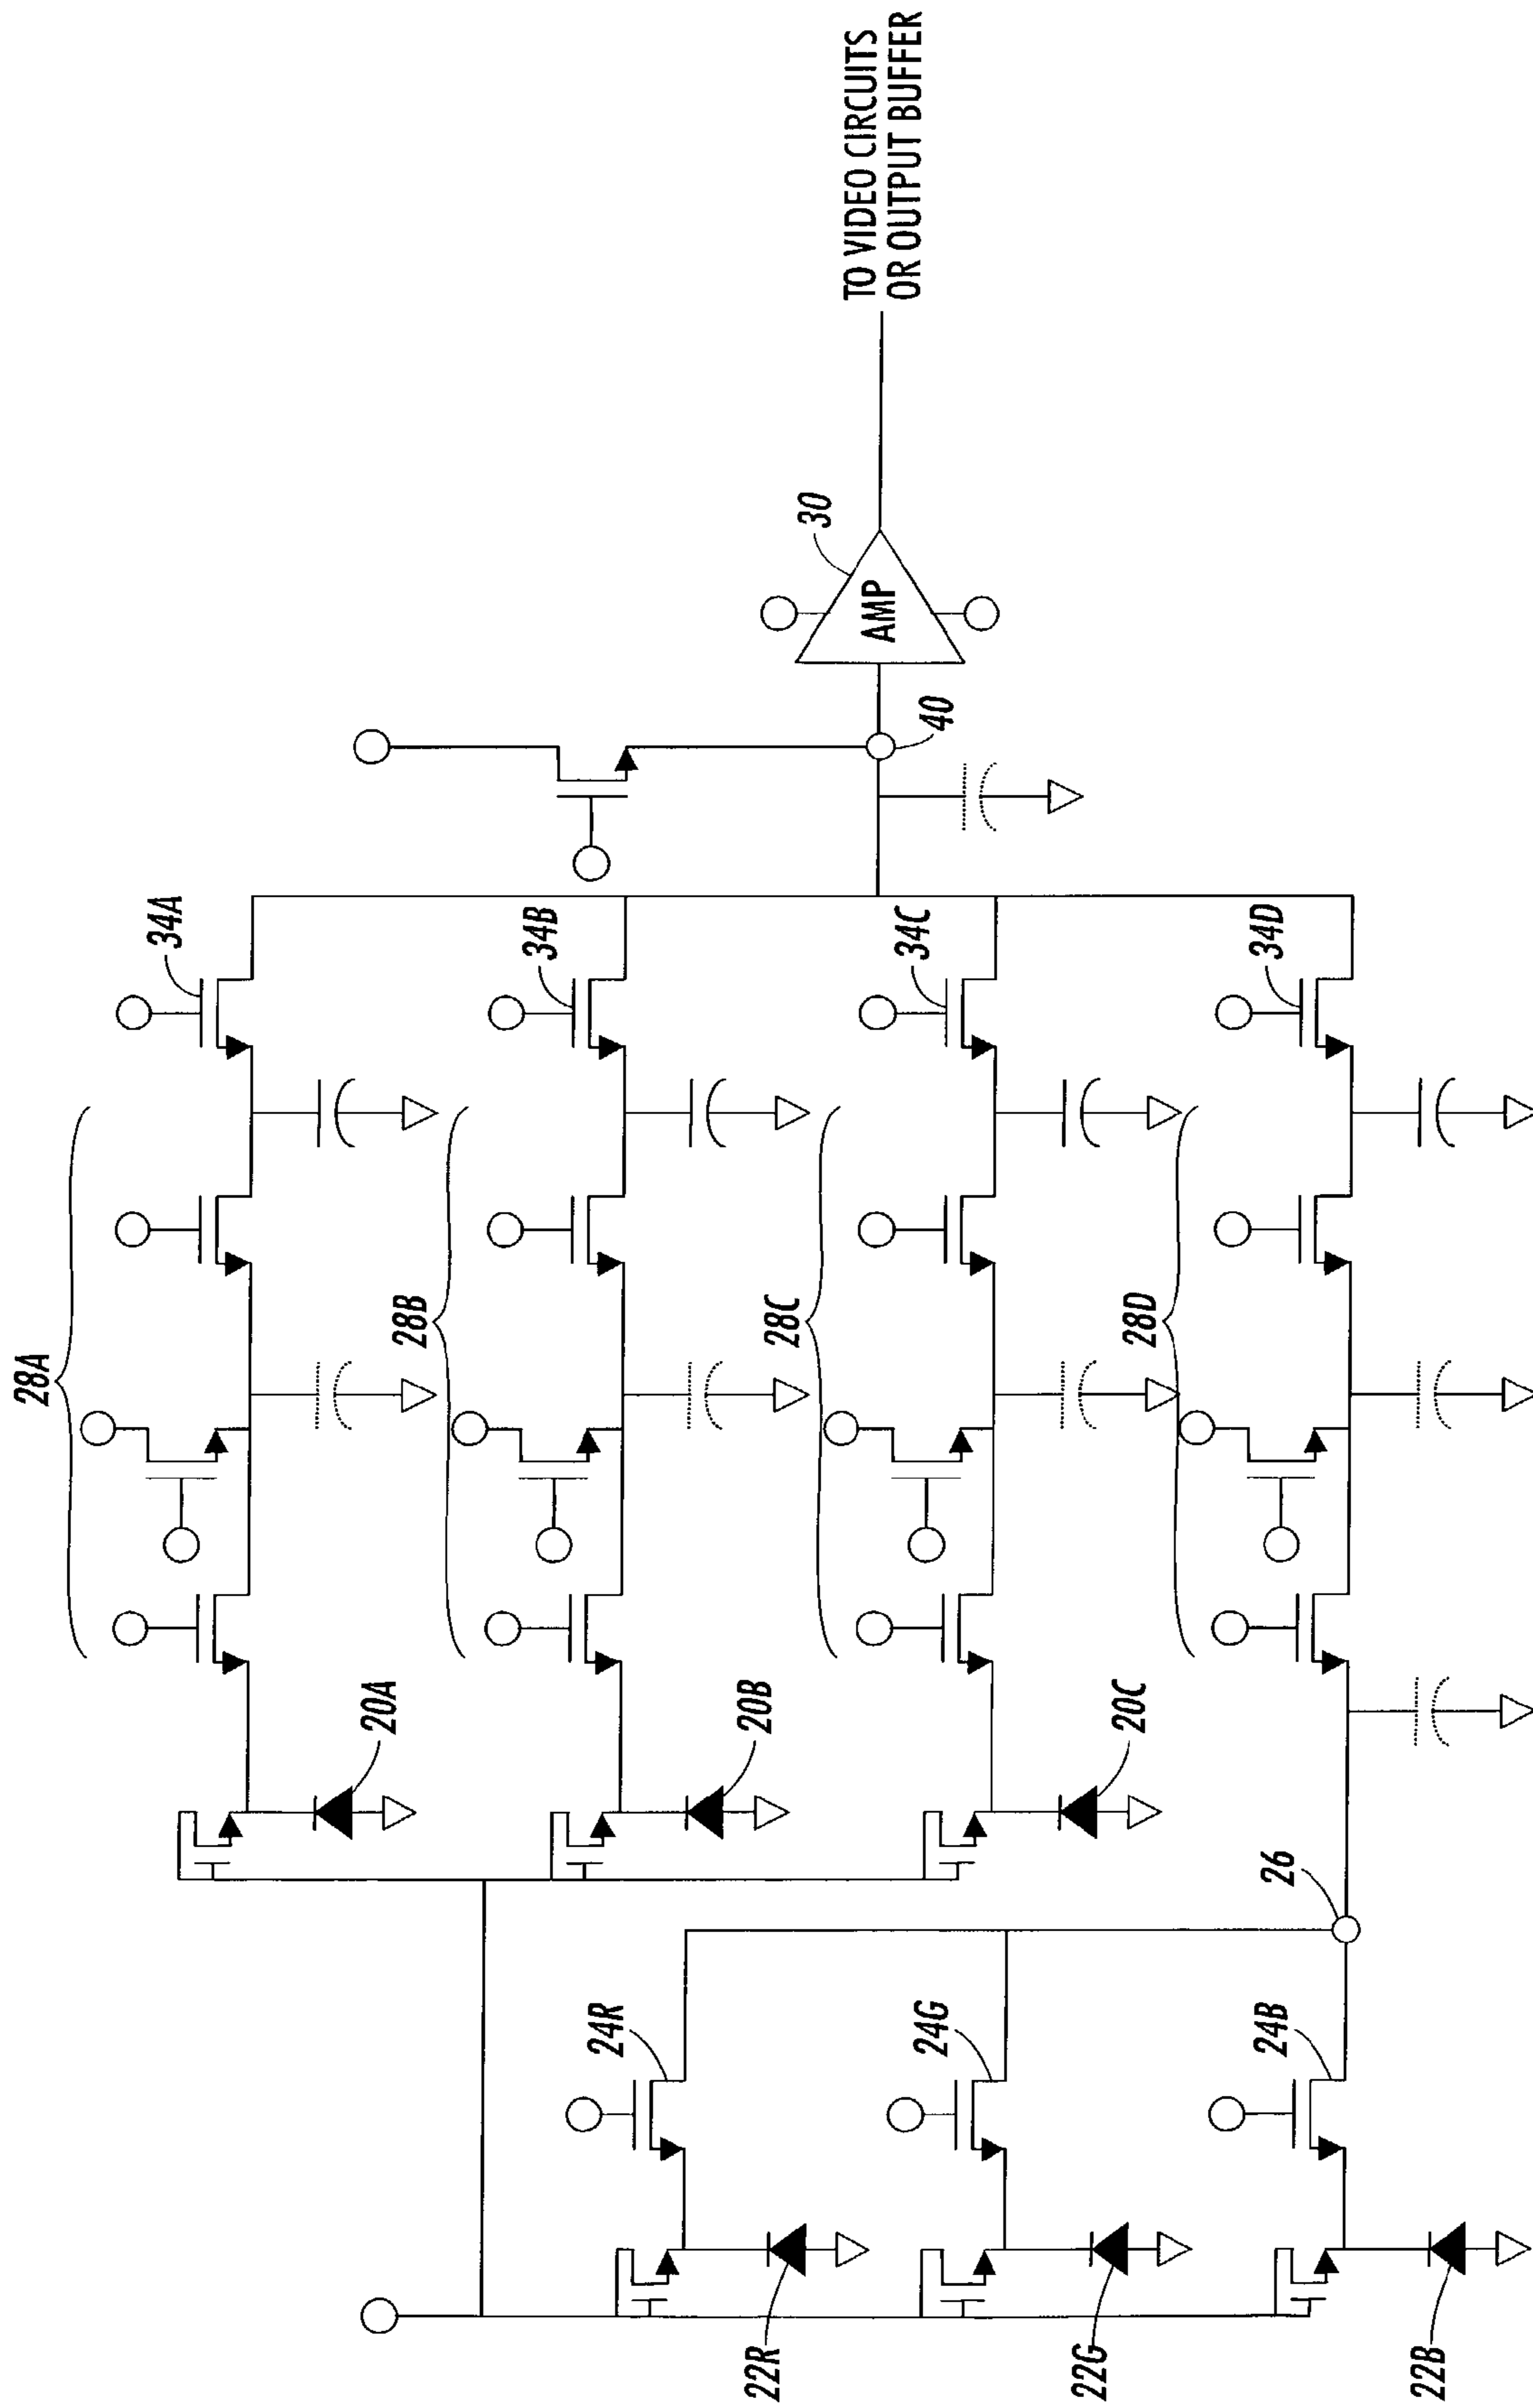 28A
34A
28B
34B
28C
34C
28D
34D
20A
20B
20C
26
24R
24G
24B
22R
22G
22B
40
30
AMP
TO VIDEO CIRCUITS
OR OUTPUT BUFFER